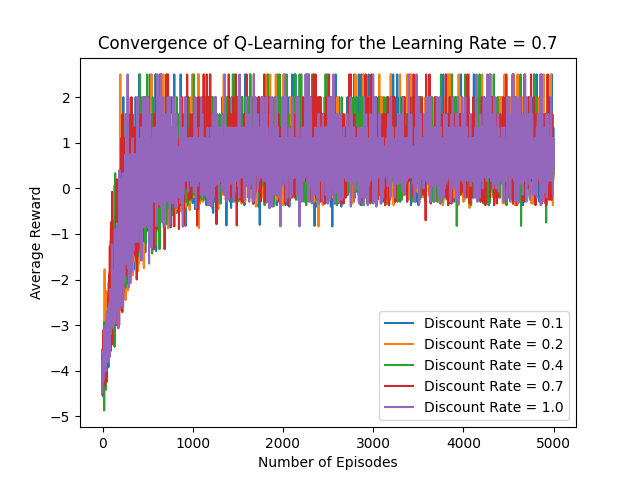 Convergence of Q-Learning for the Learning Rate = 0.7
Average Reward
2
1
0
−1
−2
−3
−4
−5
Discount Rate = 0.1
Discount Rate = 0.2
Discount Rate = 0.4
Discount Rate = 0.7
Discount Rate = 1.0
0 1000 2000 3000 4000 5000
Number of Episodes